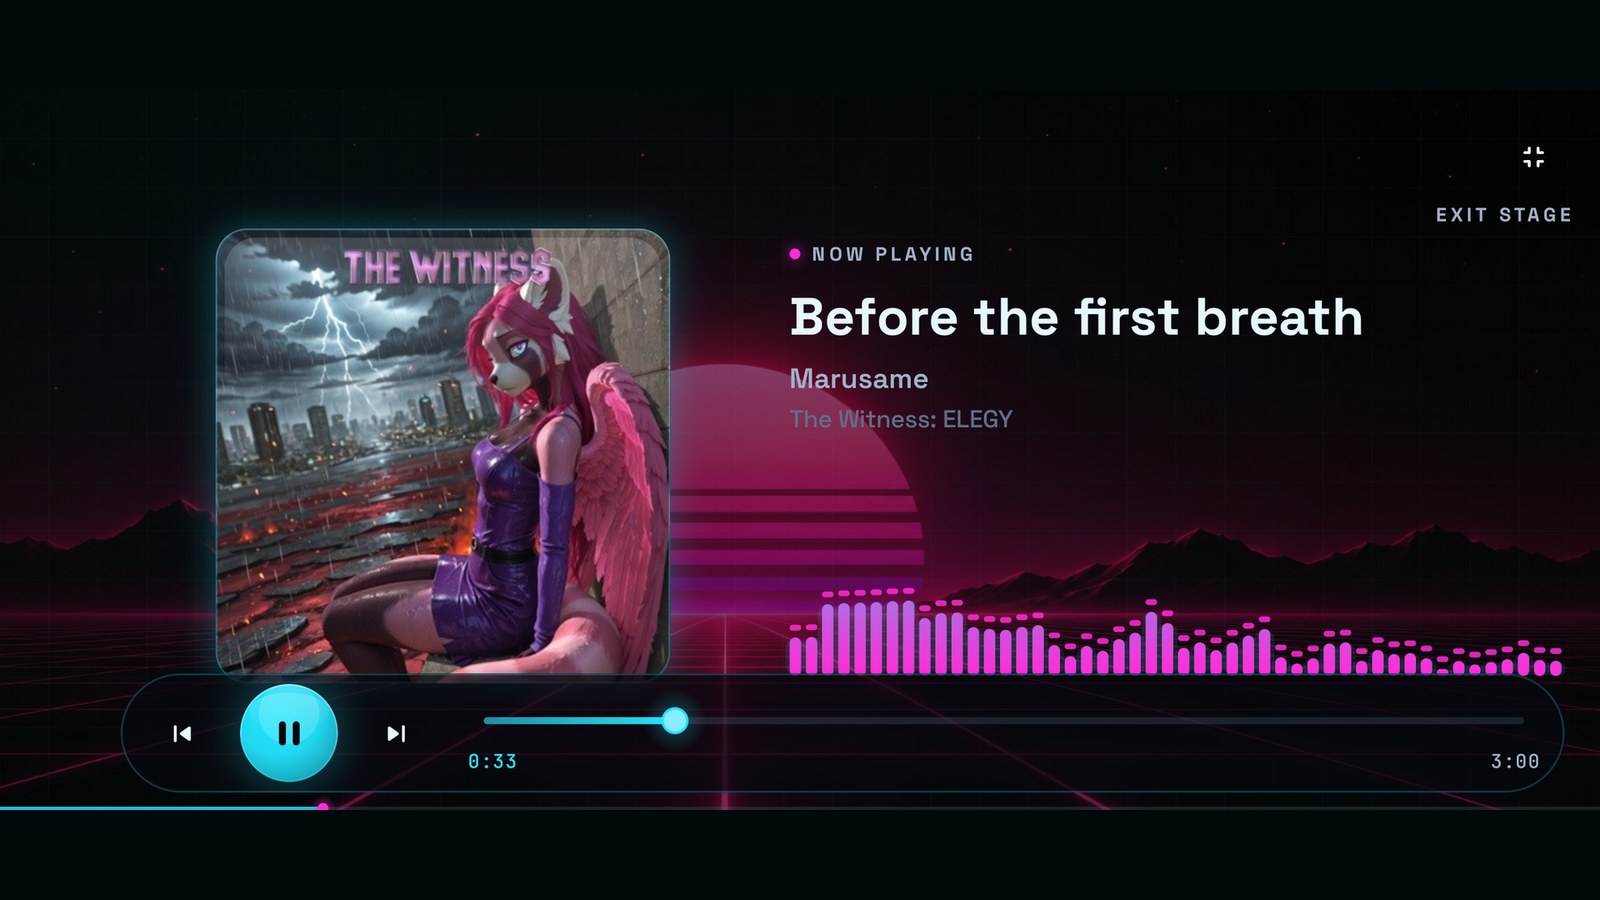 EXIT STAGE
THE WITNESS
NOW PLAYING
Before the first breath
Marusame
The Witness: ELEGY
0:33
3:00